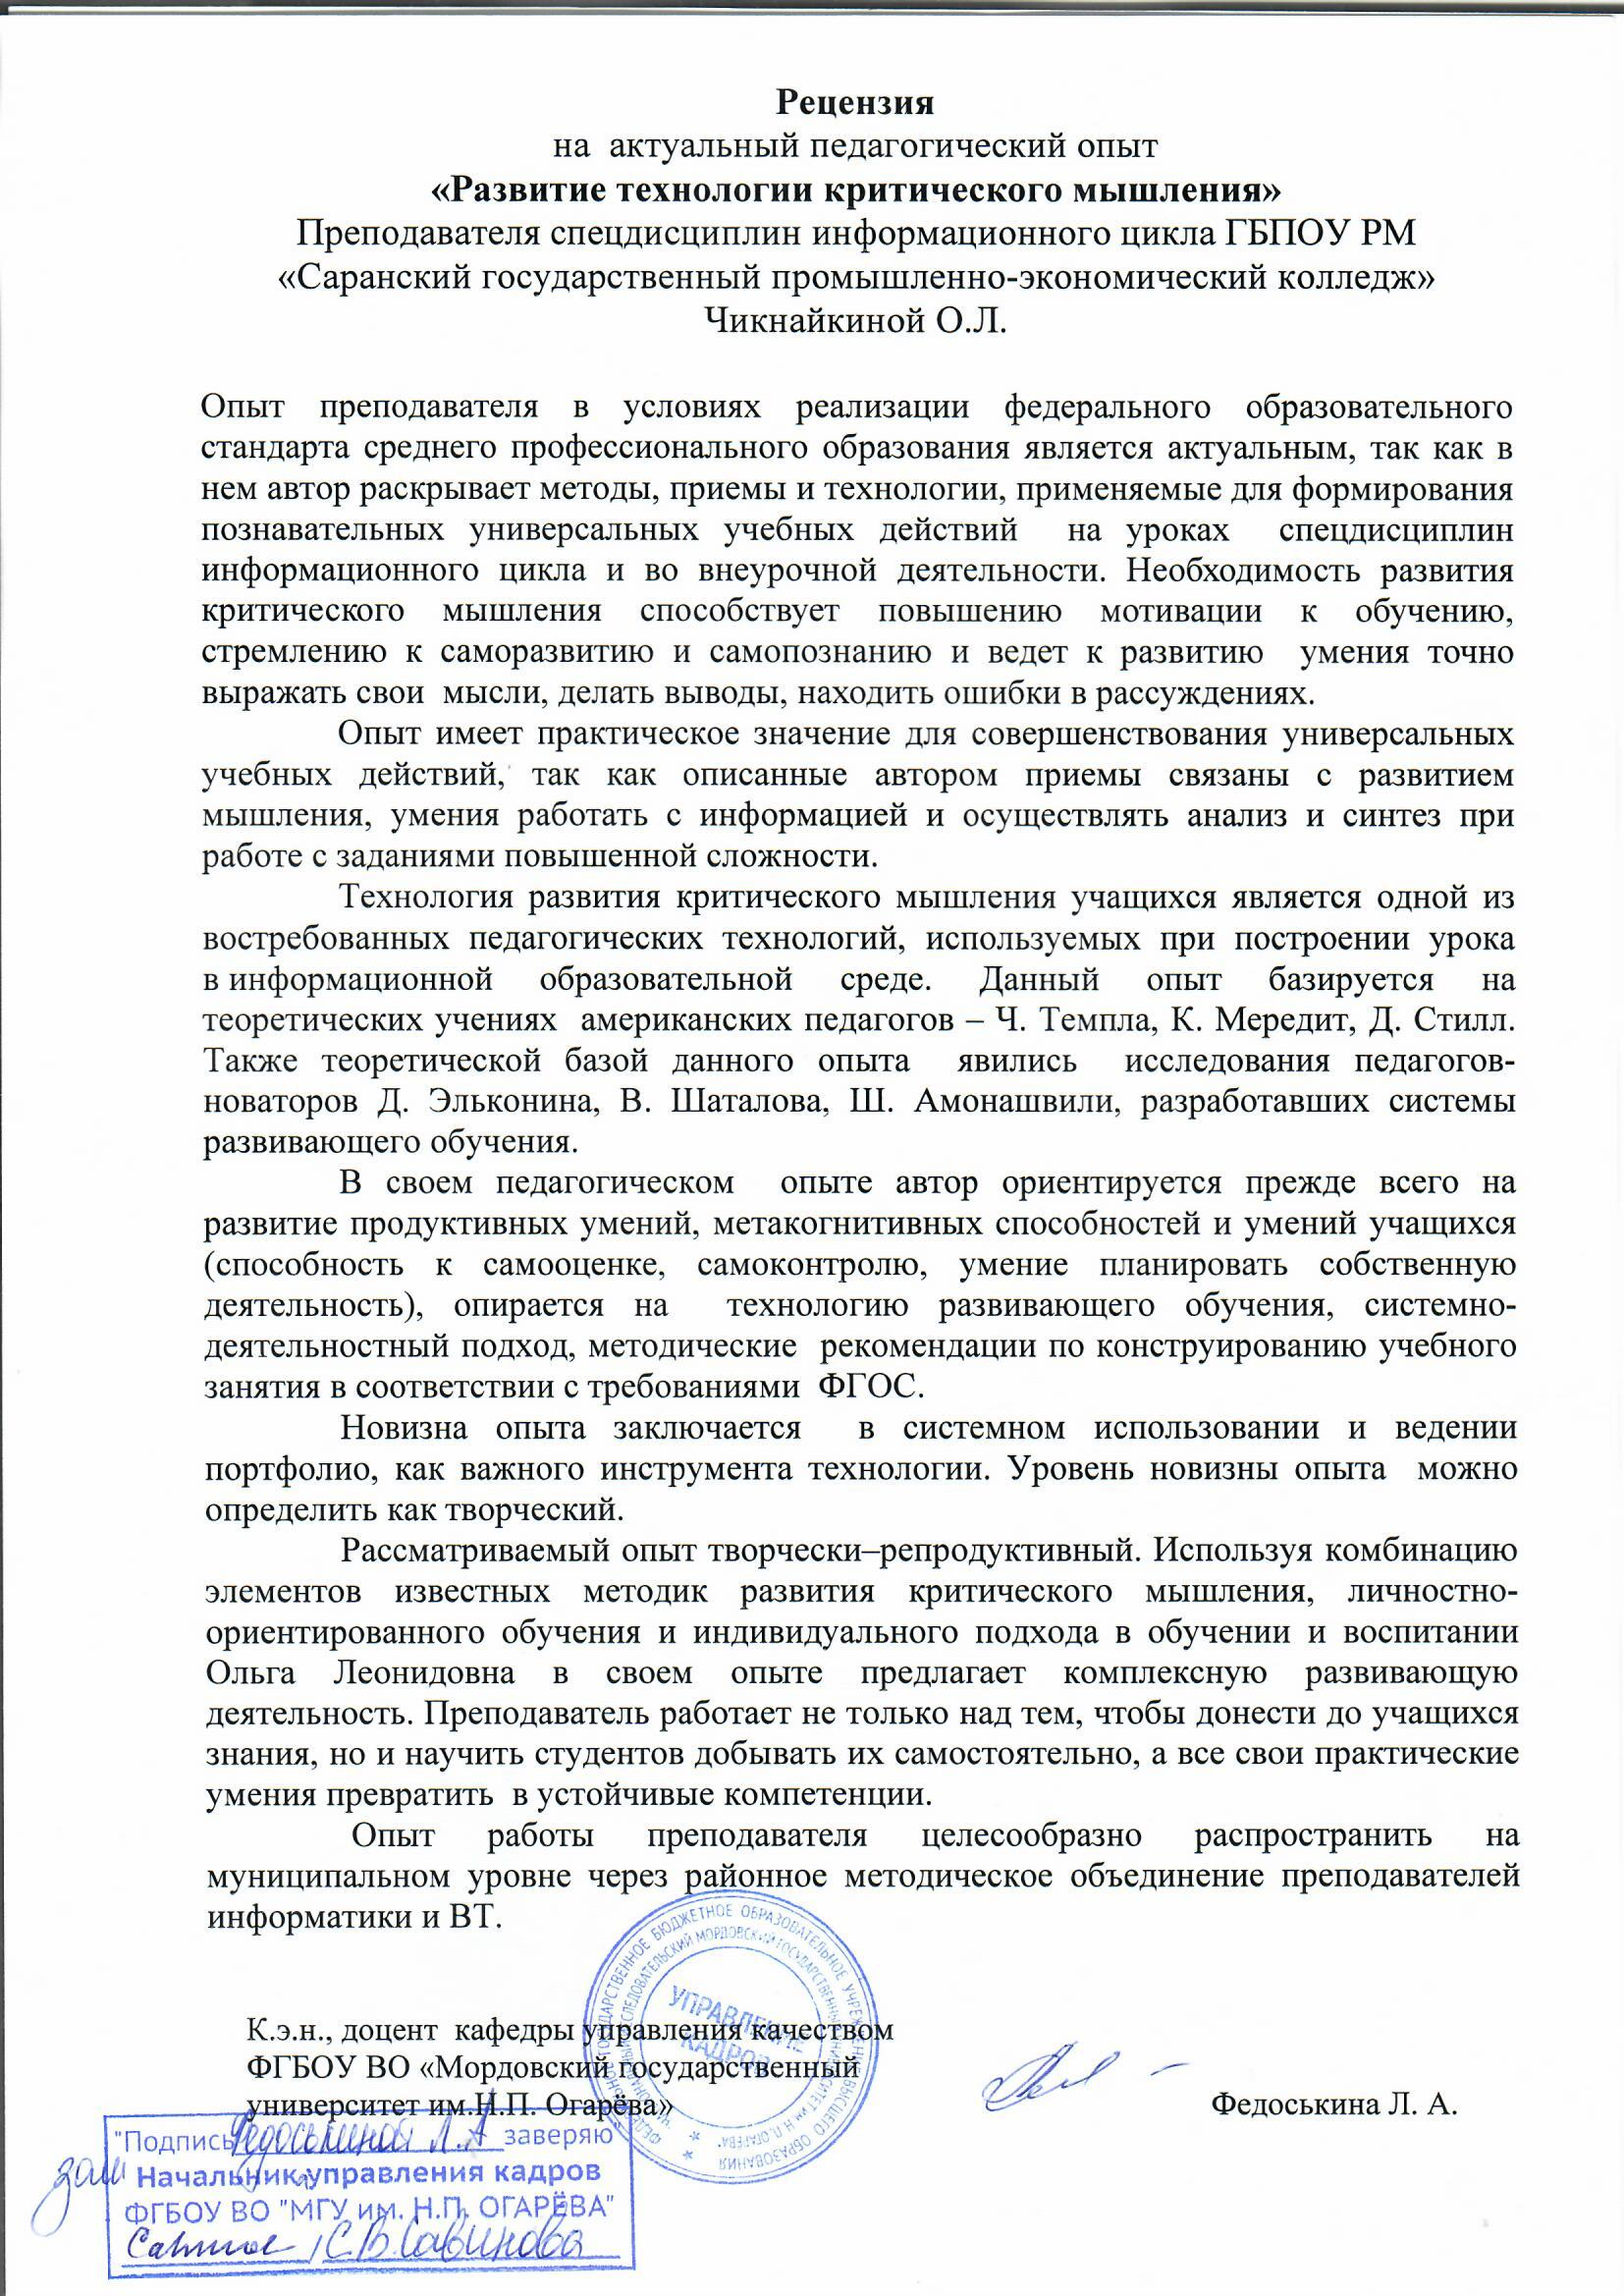 Рецензия
на актуальный педагогический опыт
«Развитие технологии критического мышления»
Преподавателя спецдисциплин информационного цикла ГБПОУ РМ
«Саранский государственный промышленно-экономический колледж»
Чикнайкиной О.Л.
Опыт преподавателя в условиях реализации федерального образовательного
стандарта среднего профессионального образования является актуальным, так как в
нем автор раскрывает методы, приемы и технологии, применяемые для формирования
познавательных универсальных учебных действий на уроках спецдисциплин
информационного цикла и во внеурочной деятельности. Необходимость развития
критического мышления способствует повышению мотивации к обучению,
стремлению к саморазвитию и самопознанию и ведет к развитию умения точно
выражать свои мысли, делать выводы, находить ошибки в рассуждениях.
Опыт имеет практическое значение для совершенствования универсальных
учебных действий, так как описанные автором приемы связаны с развитием
мышления, умения работать с информацией и осуществлять анализ и синтез при
работе с заданиями повышенной сложности.
Технология развития критического мышления учащихся является одной из
востребованных педагогических технологий, используемых при построении урока
в информационной образовательной среде. Данный опыт базируется на
теоретических учениях американских педагогов – Ч. Темпла, К. Мередит, Д. Стилл.
Также теоретической базой данного опыта явились исследования педагогов-
новаторов Д. Эльконина, В. Шаталова, Ш. Амонашвили, разработавших системы
развивающего обучения.
В своем педагогическом опыте автор ориентируется прежде всего на
развитие продуктивных умений, метакогнитивных способностей и умений учащихся
(способность к самооценке, самоконтролю, умение планировать собственную
деятельность), опирается на технологию развивающего обучения, системно-
деятельностный подход, методические рекомендации по конструированию учебного
занятия в соответствии с требованиями ФГОС.
Новизна опыта заключается в системном использовании и ведении
портфолио, как важного инструмента технологии. Уровень новизны опыта можно
определить как творческий.
Рассматриваемый опыт творчески–репродуктивный. Используя комбинацию
элементов известных методик развития критического мышления, личностно-
ориентированного обучения и индивидуального подхода в обучении и воспитании
Ольга Леонидовна в своем опыте предлагает комплексную развивающую
деятельность. Преподаватель работает не только над тем, чтобы донести до учащихся
знания, но и научить студентов добывать их самостоятельно, а все свои практические
умения превратить в устойчивые компетенции.
Опыт работы преподавателя целесообразно распространить на
муниципальном уровне через районное методическое объединение преподавателей
информатики и ВТ.
К.э.н., доцент кафедры управления качеством
ФГБОУ ВО «Мордовский государственный
университет им.Н.П. Огарёва»
Федоськина Л. А.
УПРАВЛЕНИЕ
КАДРОВ
"Подпись Федоськиной Л.А заверяю
зам Начальник управления кадров
ФГБОУ ВО "МГУ им. Н.П. ОГАРЁВА"
С.В.Савинова